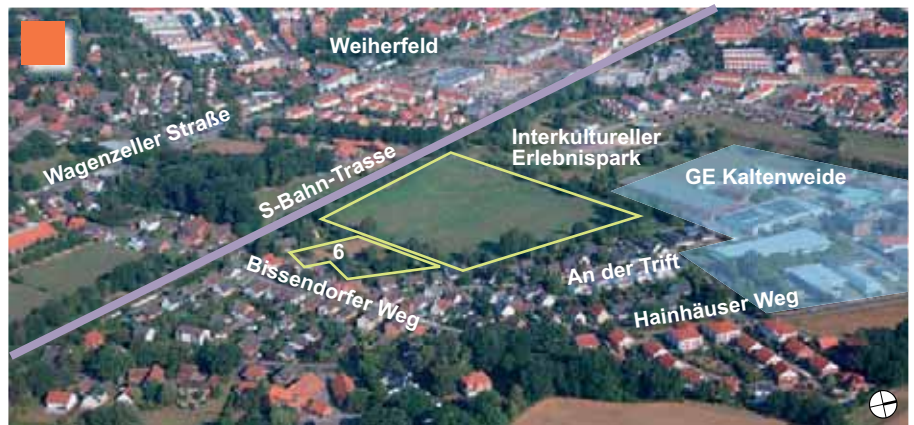 Weiherfeld
Wagenzeller Straße
Interkultureller
Erlebnispark
S-Bahn-Trasse
GE Kaltenweide
6
Bissendorfer Weg
An der Trift
Hainhäuser Weg